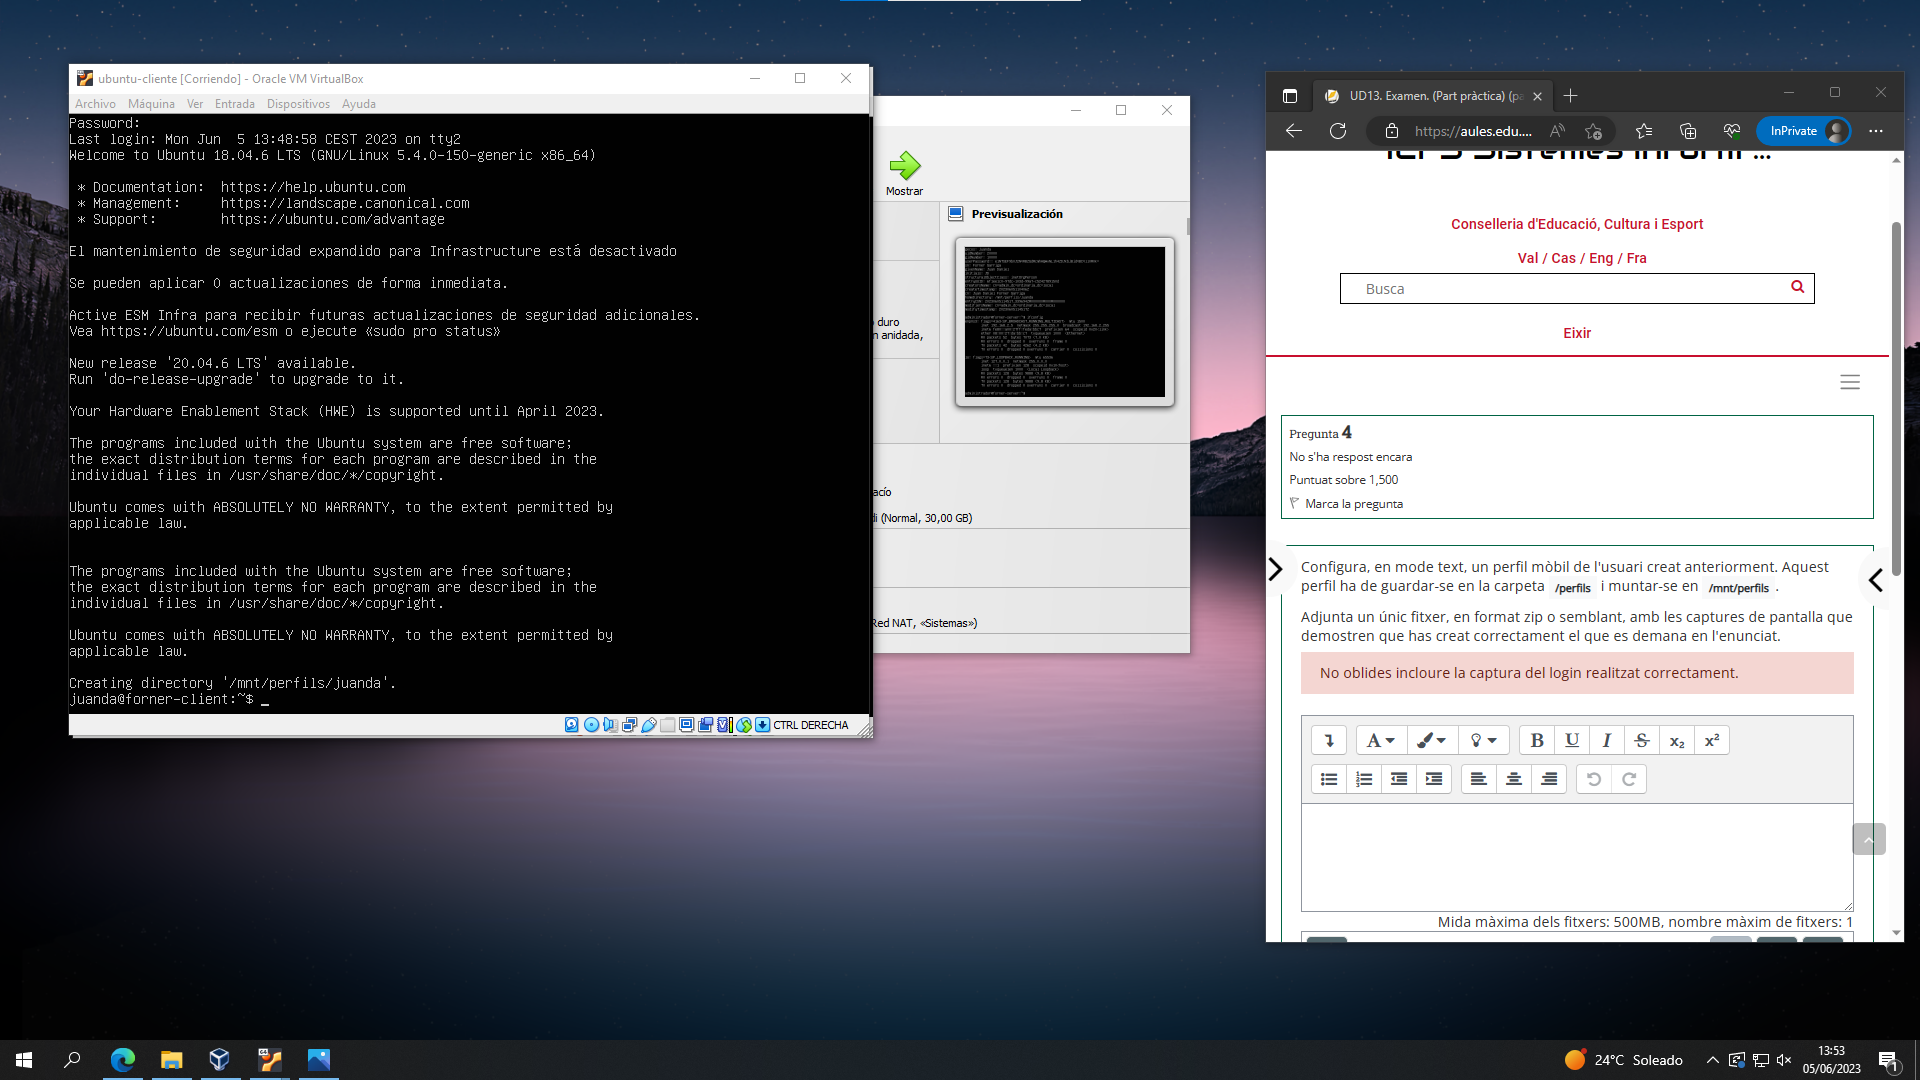 ubuntu-cliente [Corriendo] - Oracle VM VirtualBox
Archivo Máquina Ver Entrada Dispositivos Ayuda
Password:
Last login: Mon Jun  5 13:48:58 CEST 2023 on tty2
Welcome to Ubuntu 18.04.6 LTS (GNU/Linux 5.4.0-150-generic x86_64)
* Documentation:  https://help.ubuntu.com
* Management:     https://landscape.canonical.com
* Support:        https://ubuntu.com/advantage
El mantenimiento de seguridad expandido para Infrastructure está desactivado
Se pueden aplicar 0 actualizaciones de forma inmediata.
Active ESM Infra para recibir futuras actualizaciones de seguridad adicionales.
Vea https://ubuntu.com/esm o ejecute «sudo pro status»
New release '20.04.6 LTS' available.
Run 'do-release-upgrade' to upgrade to it.
Your Hardware Enablement Stack (HWE) is supported until April 2023.
The programs included with the Ubuntu system are free software;
the exact distribution terms for each program are described in the
individual files in /usr/share/doc/*/copyright.
Ubuntu comes with ABSOLUTELY NO WARRANTY, to the extent permitted by
applicable law.
The programs included with the Ubuntu system are free software;
the exact distribution terms for each program are described in the
individual files in /usr/share/doc/*/copyright.
Ubuntu comes with ABSOLUTELY NO WARRANTY, to the extent permitted by
applicable law.
Creating directory '/mnt/perfils/juanda'.
juanda@forner-client:~$ _
CTRL DERECHA
Mostrar
Previsualización
duro
n anidada,
acío
di (Normal, 30,00 GB)
Red NAT, «Sistemas»)
UD13. Examen. (Part pràctica) (pà
https://aules.edu....
InPrivate
Conselleria d'Educació, Cultura i Esport
Val / Cas / Eng / Fra
Busca
Eixir
Pregunta 4
No s'ha respost encara
Puntuat sobre 1,500
Marca la pregunta
Configura, en mode text, un perfil mòbil de l'usuari creat anteriorment. Aquest
perfil ha de guardar-se en la carpeta /perfils i muntar-se en /mnt/perfils .
Adjunta un únic fitxer, en format zip o semblant, amb les captures de pantalla que
demostren que has creat correctament el que es demana en l'enunciat.
No oblides incloure la captura del login realitzat correctament.
A
B U I S x₂ x²
Mida màxima dels fitxers: 500MB, nombre màxim de fitxers: 1
24°C Soleado
13:53
05/06/2023
1